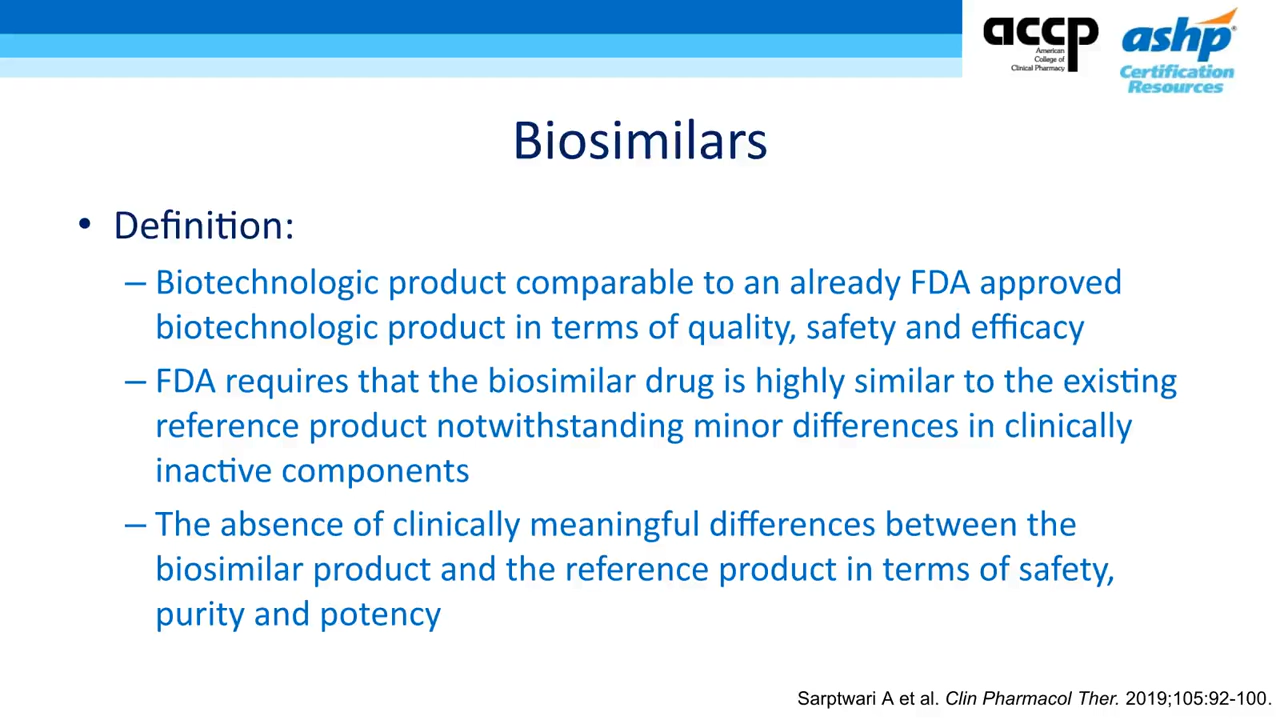 accp
American
College of
Clinical Pharmacy
ashp®
Certification
Resources
Biosimilars
• Definition:
– Biotechnologic product comparable to an already FDA approved
biotechnologic product in terms of quality, safety and efficacy
– FDA requires that the biosimilar drug is highly similar to the existing
reference product notwithstanding minor differences in clinically
inactive components
– The absence of clinically meaningful differences between the
biosimilar product and the reference product in terms of safety,
purity and potency
Sarptwari A et al. Clin Pharmacol Ther. 2019;105:92-100.